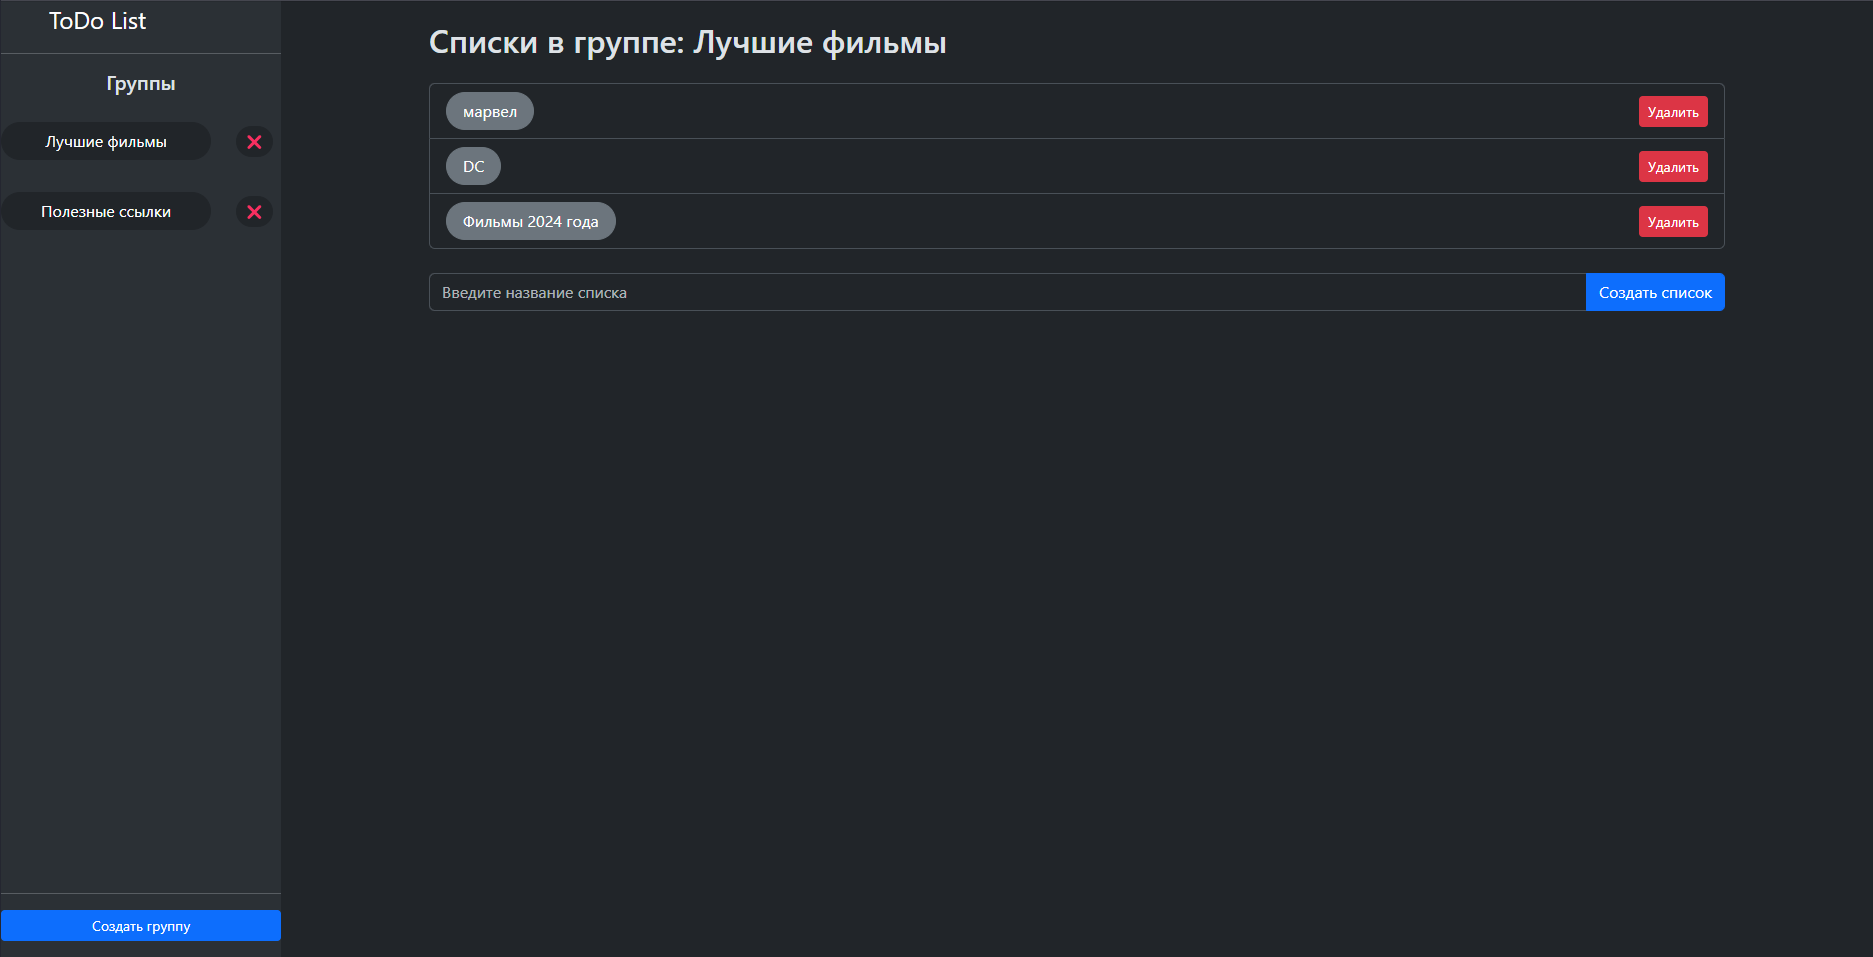 ToDo List
Группы
Лучшие фильмы
Полезные ссылки
Создать группу
Списки в группе: Лучшие фильмы
марвел
Удалить
DC
Удалить
Фильмы 2024 года
Удалить
Введите название списка
Создать список